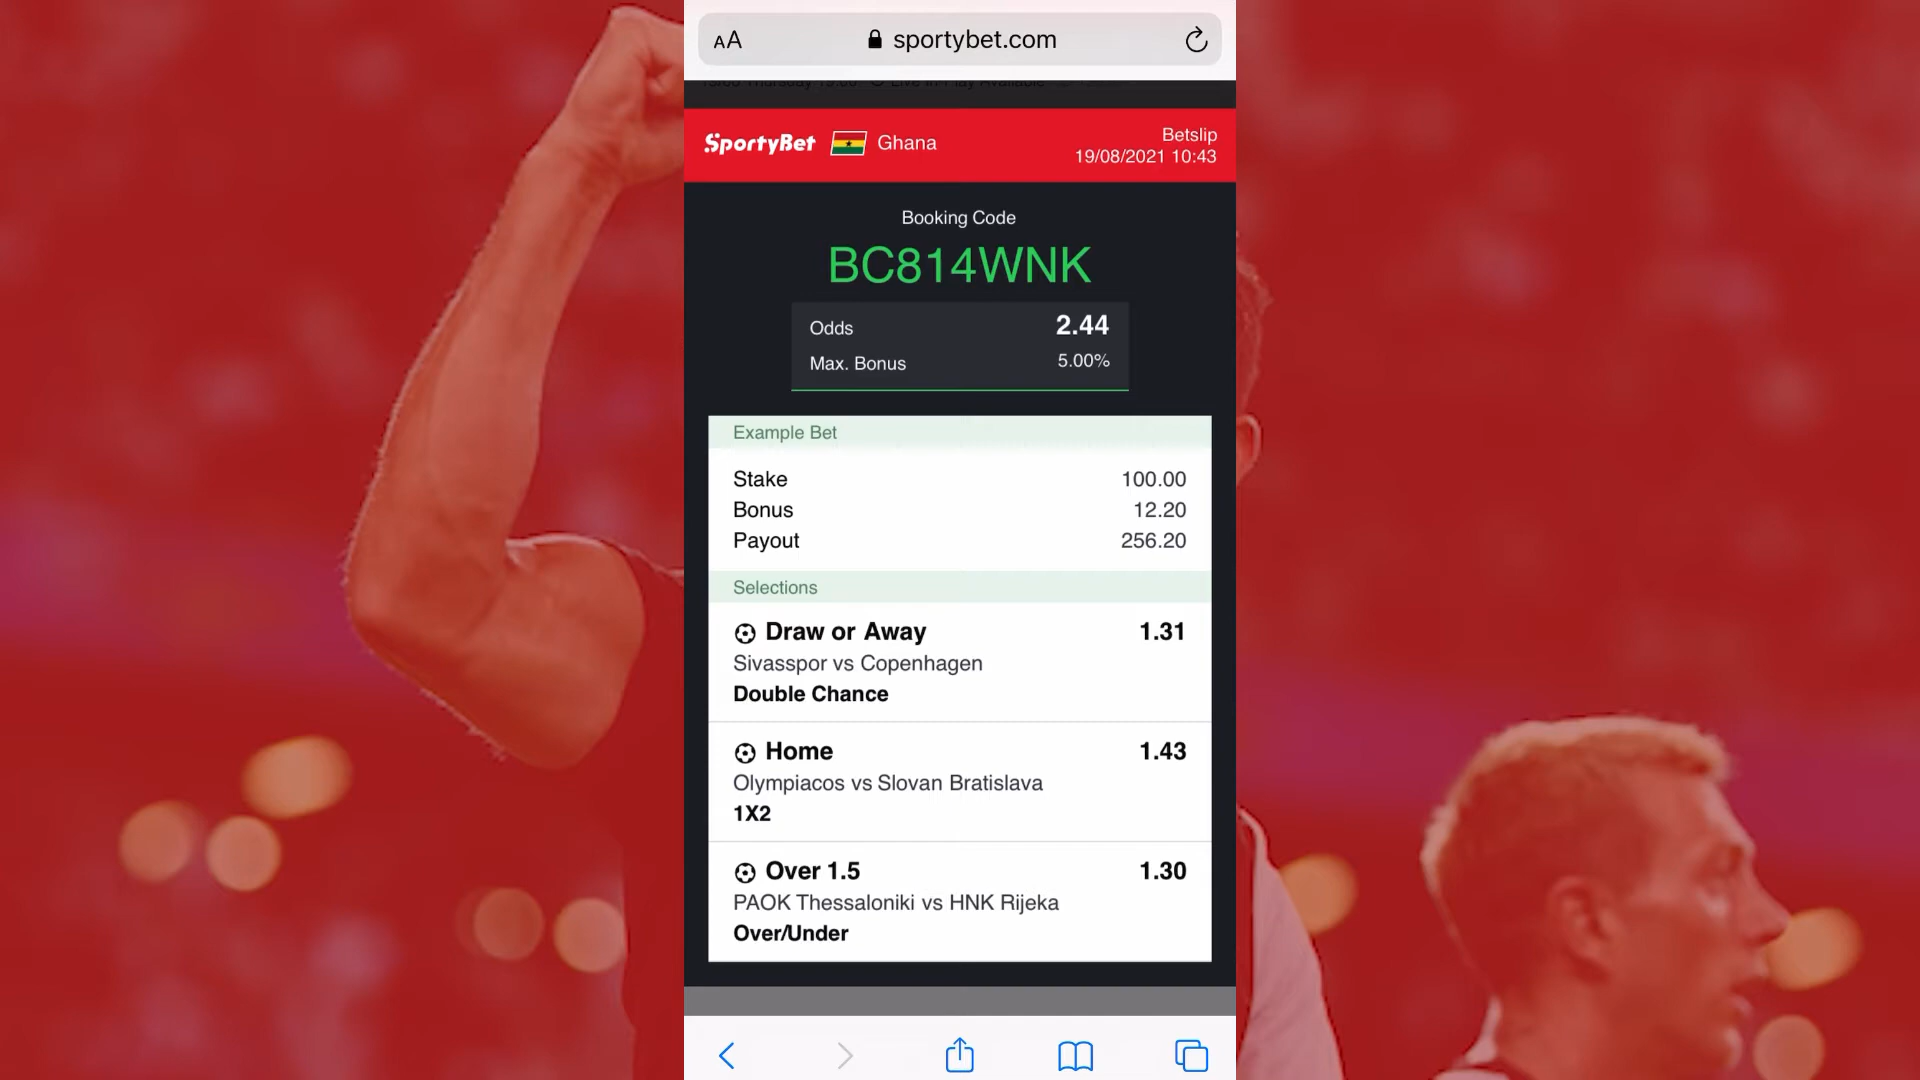 AA sportybet.com
SportyBet Ghana
Betslip
19/08/2021 10:43
Booking Code
BC814WNK
Odds 2.44
Max. Bonus 5.00%
Example Bet
Stake 100.00
Bonus 12.20
Payout 256.20
Selections
Draw or Away 1.31
Sivasspor vs Copenhagen
Double Chance
Home 1.43
Olympiacos vs Slovan Bratislava
1X2
Over 1.5 1.30
PAOK Thessaloniki vs HNK Rijeka
Over/Under